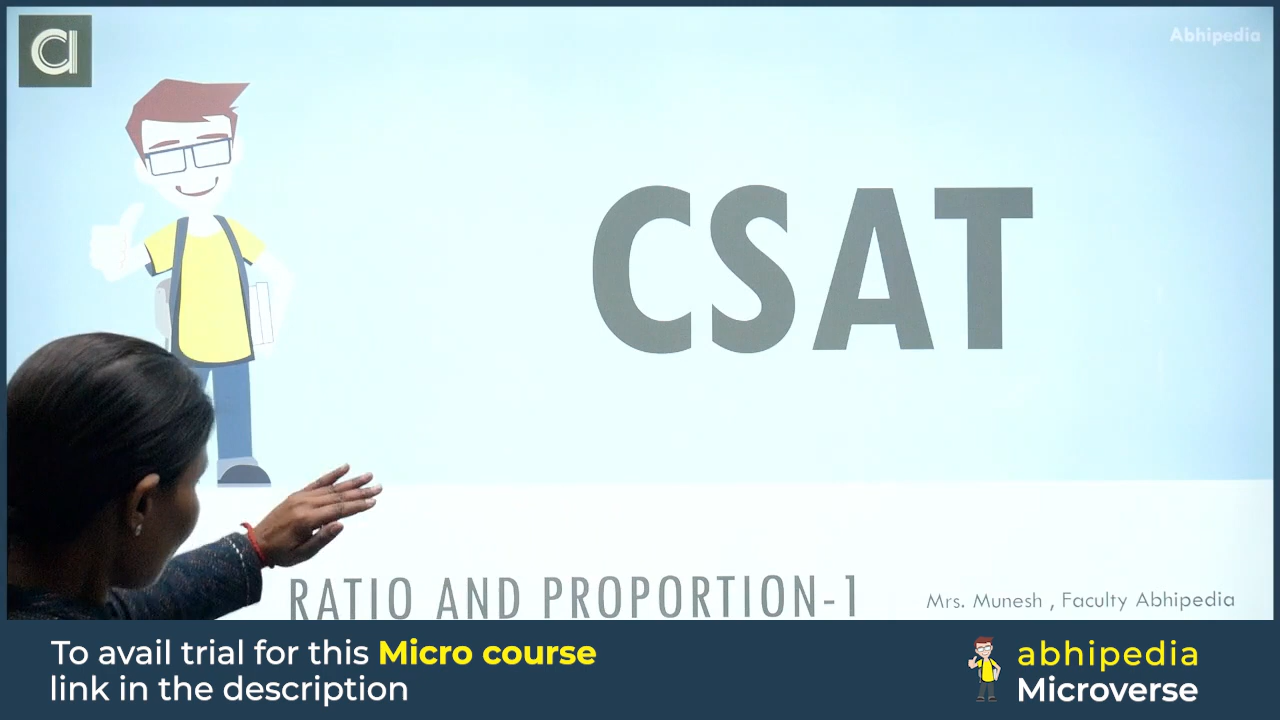 Abhipedia
CSAT
RATIO AND PROPORTION-1
Mrs. Munesh , Faculty Abhipedia
To avail trial for this Micro course
link in the description
abhipedia
Microverse